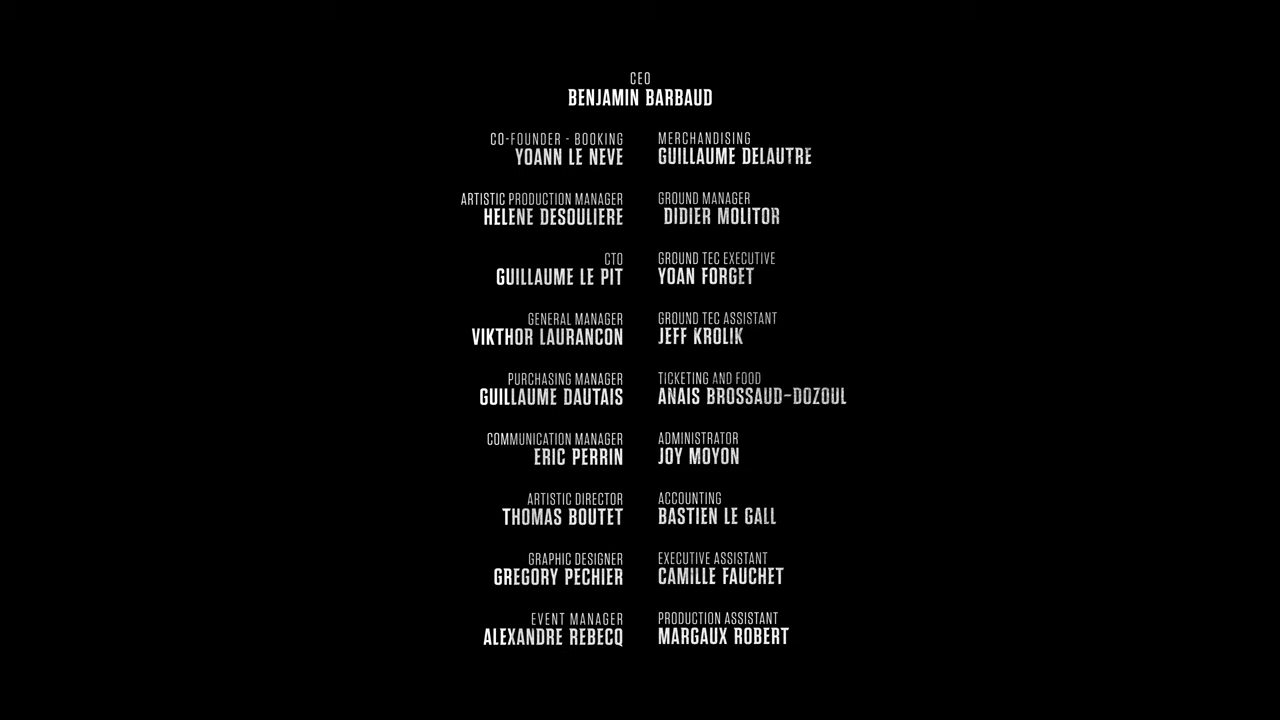 CEO
BENJAMIN BARBAUD
CO-FOUNDER - BOOKING
YOANN LE NEVE
ARTISTIC PRODUCTION MANAGER
HELENE DESOULIERE
CTO
GUILLAUME LE PIT
GENERAL MANAGER
VIKTHOR LAURANCON
PURCHASING MANAGER
GUILLAUME DAUTAIS
COMMUNICATION MANAGER
ERIC PERRIN
ARTISTIC DIRECTOR
THOMAS BOUTET
GRAPHIC DESIGNER
GREGORY PECHIER
EVENT MANAGER
ALEXANDRE REBECQ
MERCHANDISING
GUILLAUME DELAUTRE
GROUND MANAGER
DIDIER MOLITOR
GROUND TEC EXECUTIVE
YOAN FORGET
GROUND TEC ASSISTANT
JEFF KROLIK
TICKETING AND FOOD
ANAIS BROSSAUD-DOZOUL
ADMINISTRATOR
JOY MOYON
ACCOUNTING
BASTIEN LE GALL
EXECUTIVE ASSISTANT
CAMILLE FAUCHET
PRODUCTION ASSISTANT
MARGAUX ROBERT